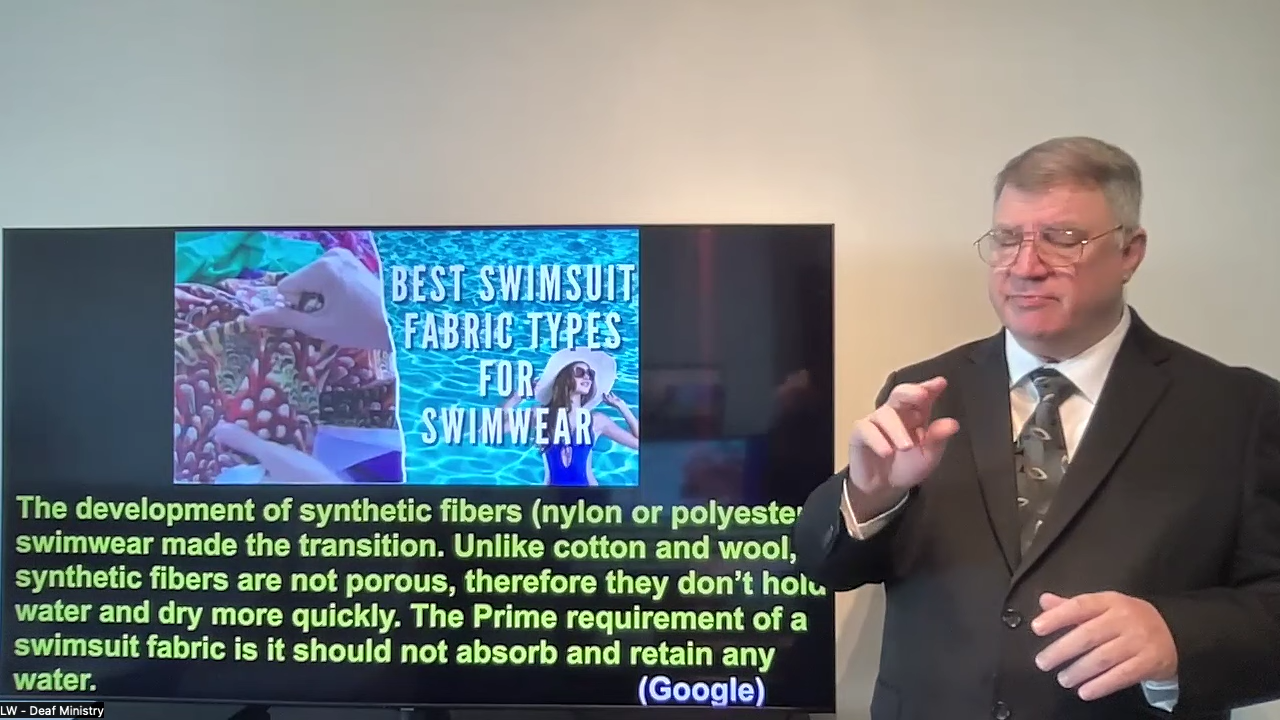 BEST SWIMSUIT
FABRIC TYPES
FOR
SWIMWEAR
The development of synthetic fibers (nylon or polyester
swimwear made the transition. Unlike cotton and wool,
synthetic fibers are not porous, therefore they don’t hold
water and dry more quickly. The Prime requirement of a
swimsuit fabric is it should not absorb and retain any
water.
(Google)
LW - Deaf Ministry